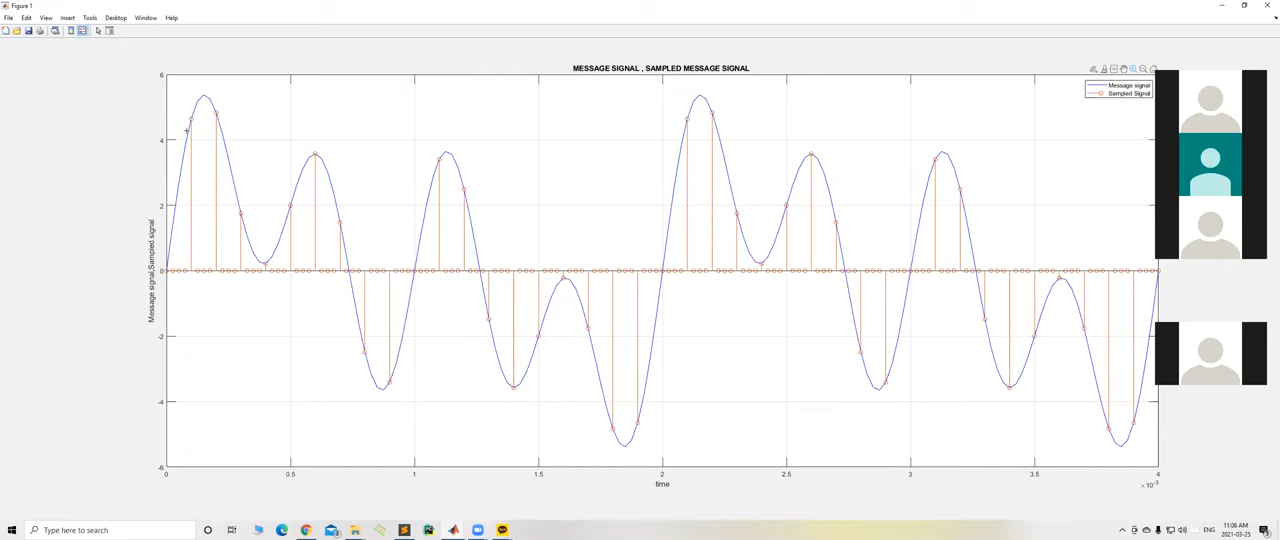 Figure 1
File Edit View Insert Tools Desktop Window Help
MESSAGE SIGNAL , SAMPLED MESSAGE SIGNAL
Message signal
Sampled Signal
Message signal,Sampled signal
6
4
2
0
-2
-4
-6
0 0.5 1 1.5 2 2.5 3 3.5 4
time
×10⁻³
Type here to search
ENG
11:06 AM
2021-03-25